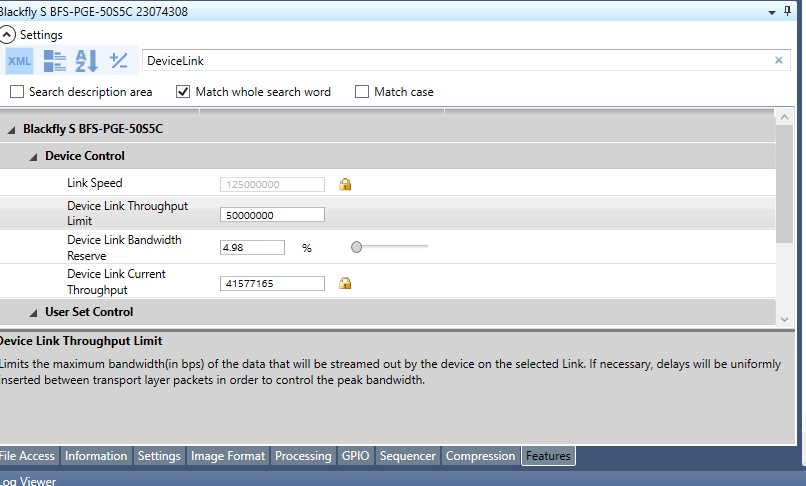 Blackfly S BFS-PGE-50S5C 23074308
Settings
XML
A
Z
DeviceLink
Search description area
Match whole search word
Match case
Blackfly S BFS-PGE-50S5C
Device Control
Link Speed
125000000
Device Link Throughput
Limit
50000000
Device Link Bandwidth
Reserve
4.98
%
Device Link Current
Throughput
41577165
User Set Control
Device Link Throughput Limit
Limits the maximum bandwidth(in bps) of the data that will be streamed out by the device on the selected Link. If necessary, delays will be uniformly
inserted between transport layer packets in order to control the peak bandwidth.
File Access
Information
Settings
Image Format
Processing
GPIO
Sequencer
Compression
Features
Log Viewer